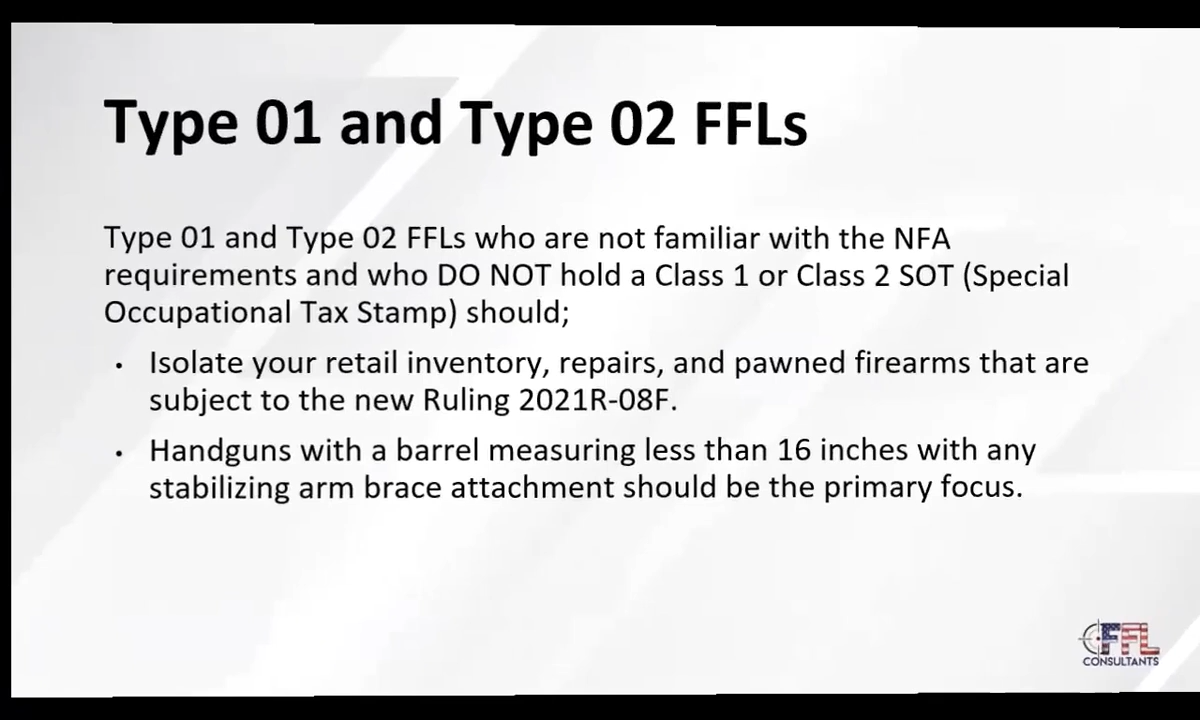 Type 01 and Type 02 FFLs
Type 01 and Type 02 FFLs who are not familiar with the NFA
requirements and who DO NOT hold a Class 1 or Class 2 SOT (Special
Occupational Tax Stamp) should;
• Isolate your retail inventory, repairs, and pawned firearms that are
subject to the new Ruling 2021R-08F.
• Handguns with a barrel measuring less than 16 inches with any
stabilizing arm brace attachment should be the primary focus.
FFL
CONSULTANTS